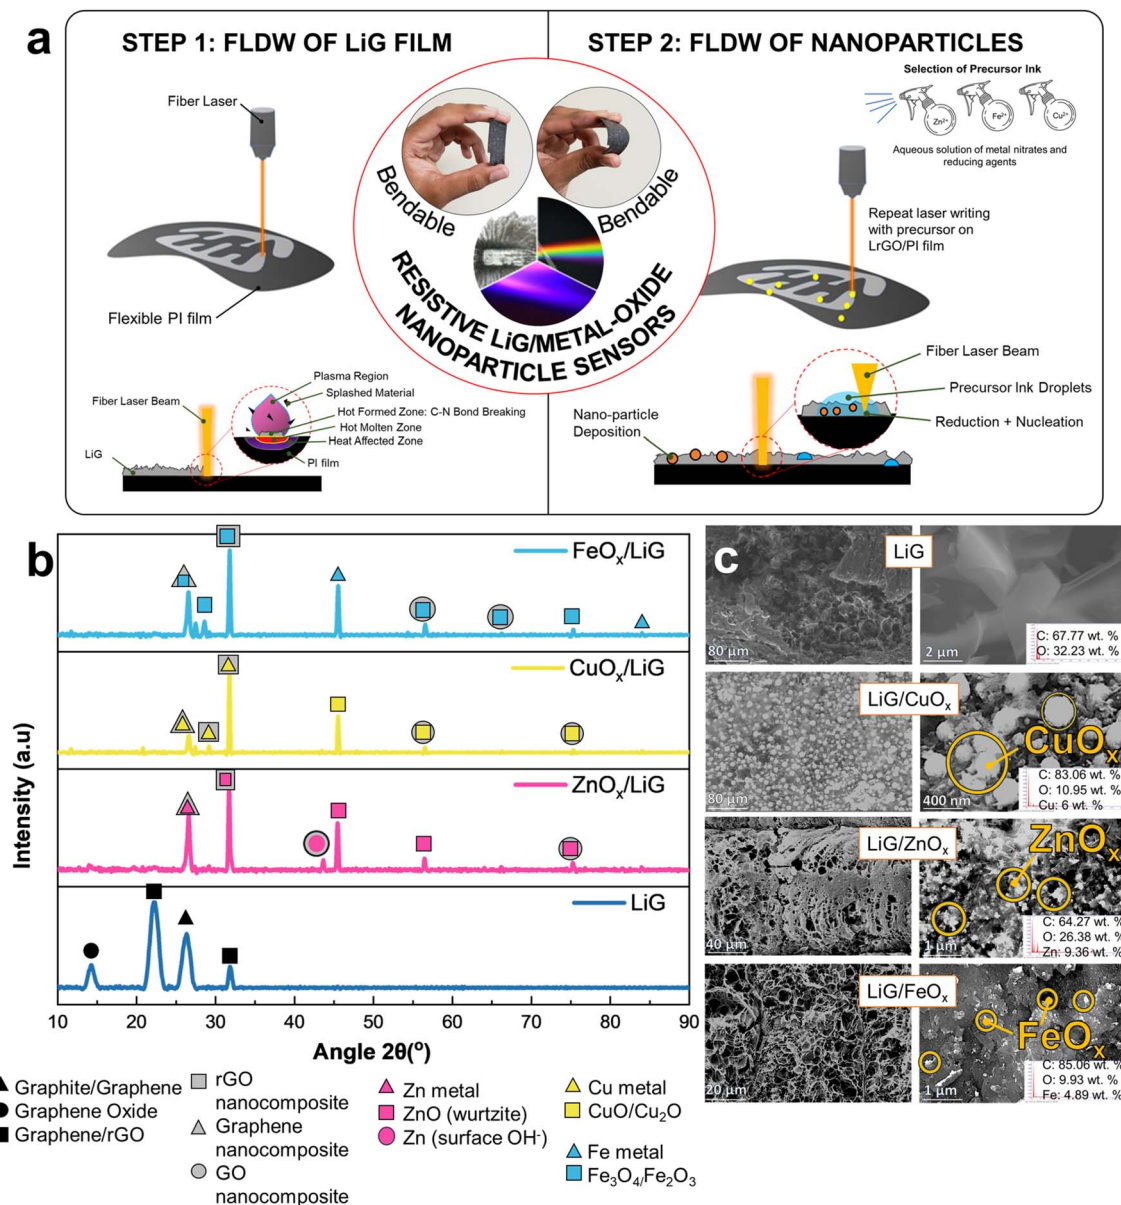 a
STEP 1: FLDW OF LiG FILM
STEP 2: FLDW OF NANOPARTICLES
Fiber Laser
Flexible PI film
Fiber Laser Beam
LiG
Plasma Region
Splashed Material
Hot Formed Zone: C-N Bond Breaking
Hot Molten Zone
Heat Affected Zone
PI film
Bendable
Bendable
RESISTIVE LiG/METAL-OXIDE
NANOPARTICLE SENSORS
Selection of Precursor Ink
Zn²⁺
Fe²⁺
Cu²⁺
Aqueous solution of metal nitrates and
reducing agents
Repeat laser writing
with precursor on
LrGO/PI film
Fiber Laser Beam
Precursor Ink Droplets
Reduction + Nucleation
Nano-particle
Deposition
b
FeOₓ/LiG
CuOₓ/LiG
ZnOₓ/LiG
LiG
Intensity (a.u)
10 20 30 40 50 60 70 80 90
Angle 2θ(°)
Graphite/Graphene
Graphene Oxide
Graphene/rGO
rGO
nanocomposite
Graphene
nanocomposite
GO
nanocomposite
Zn metal
ZnO (wurtzite)
Zn (surface OH⁻)
Cu metal
CuO/Cu₂O
Fe metal
Fe₃O₄/Fe₂O₃
c
LiG
80 µm
2 µm
C: 67.77 wt. %
O: 32.23 wt. %
LiG/CuOₓ
80 µm
CuOₓ
400 nm
C: 83.06 wt. %
O: 10.95 wt. %
Cu: 6 wt. %
LiG/ZnOₓ
40 µm
ZnOₓ
1 µm
C: 64.27 wt. %
O: 26.38 wt. %
Zn: 9.36 wt. %
LiG/FeOₓ
20 µm
FeOₓ
1 µm
C: 85.06 wt. %
O: 9.93 wt. %
Fe: 4.89 wt. %